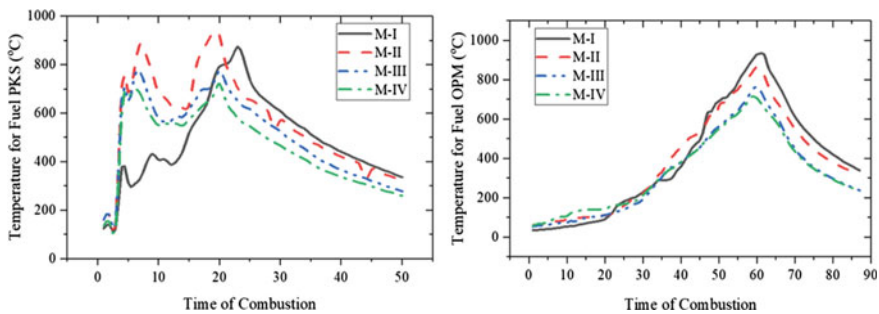 Temperature for Fuel PKS (°C)
1000
800
600
400
200
0
0
10
20
30
40
50
Time of Combustion
M-I
M-II
M-III
M-IV
Temperature for Fuel OPM (°C)
1000
800
600
400
200
0
0
10
20
30
40
50
60
70
80
90
Time of Combustion
M-I
M-II
M-III
M-IV